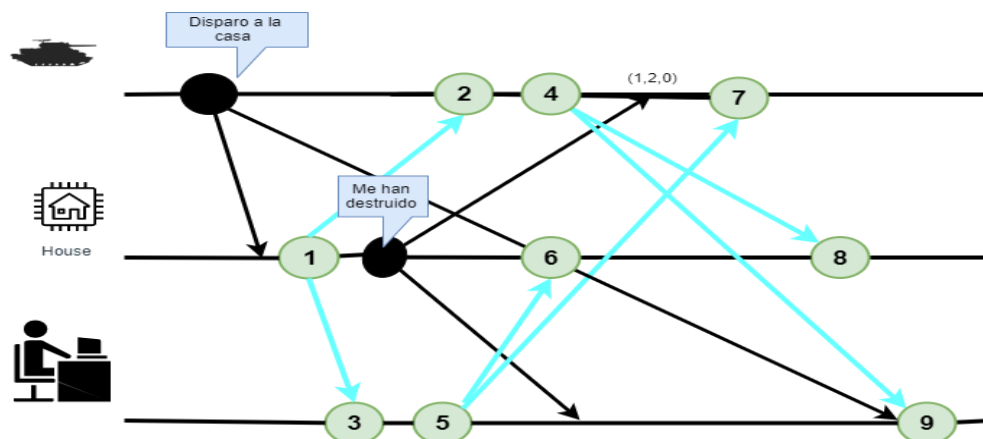 Disparo a la
casa
(1,2,0)
2
4
7
Me han
destruido
House
1
6
8
3
5
9